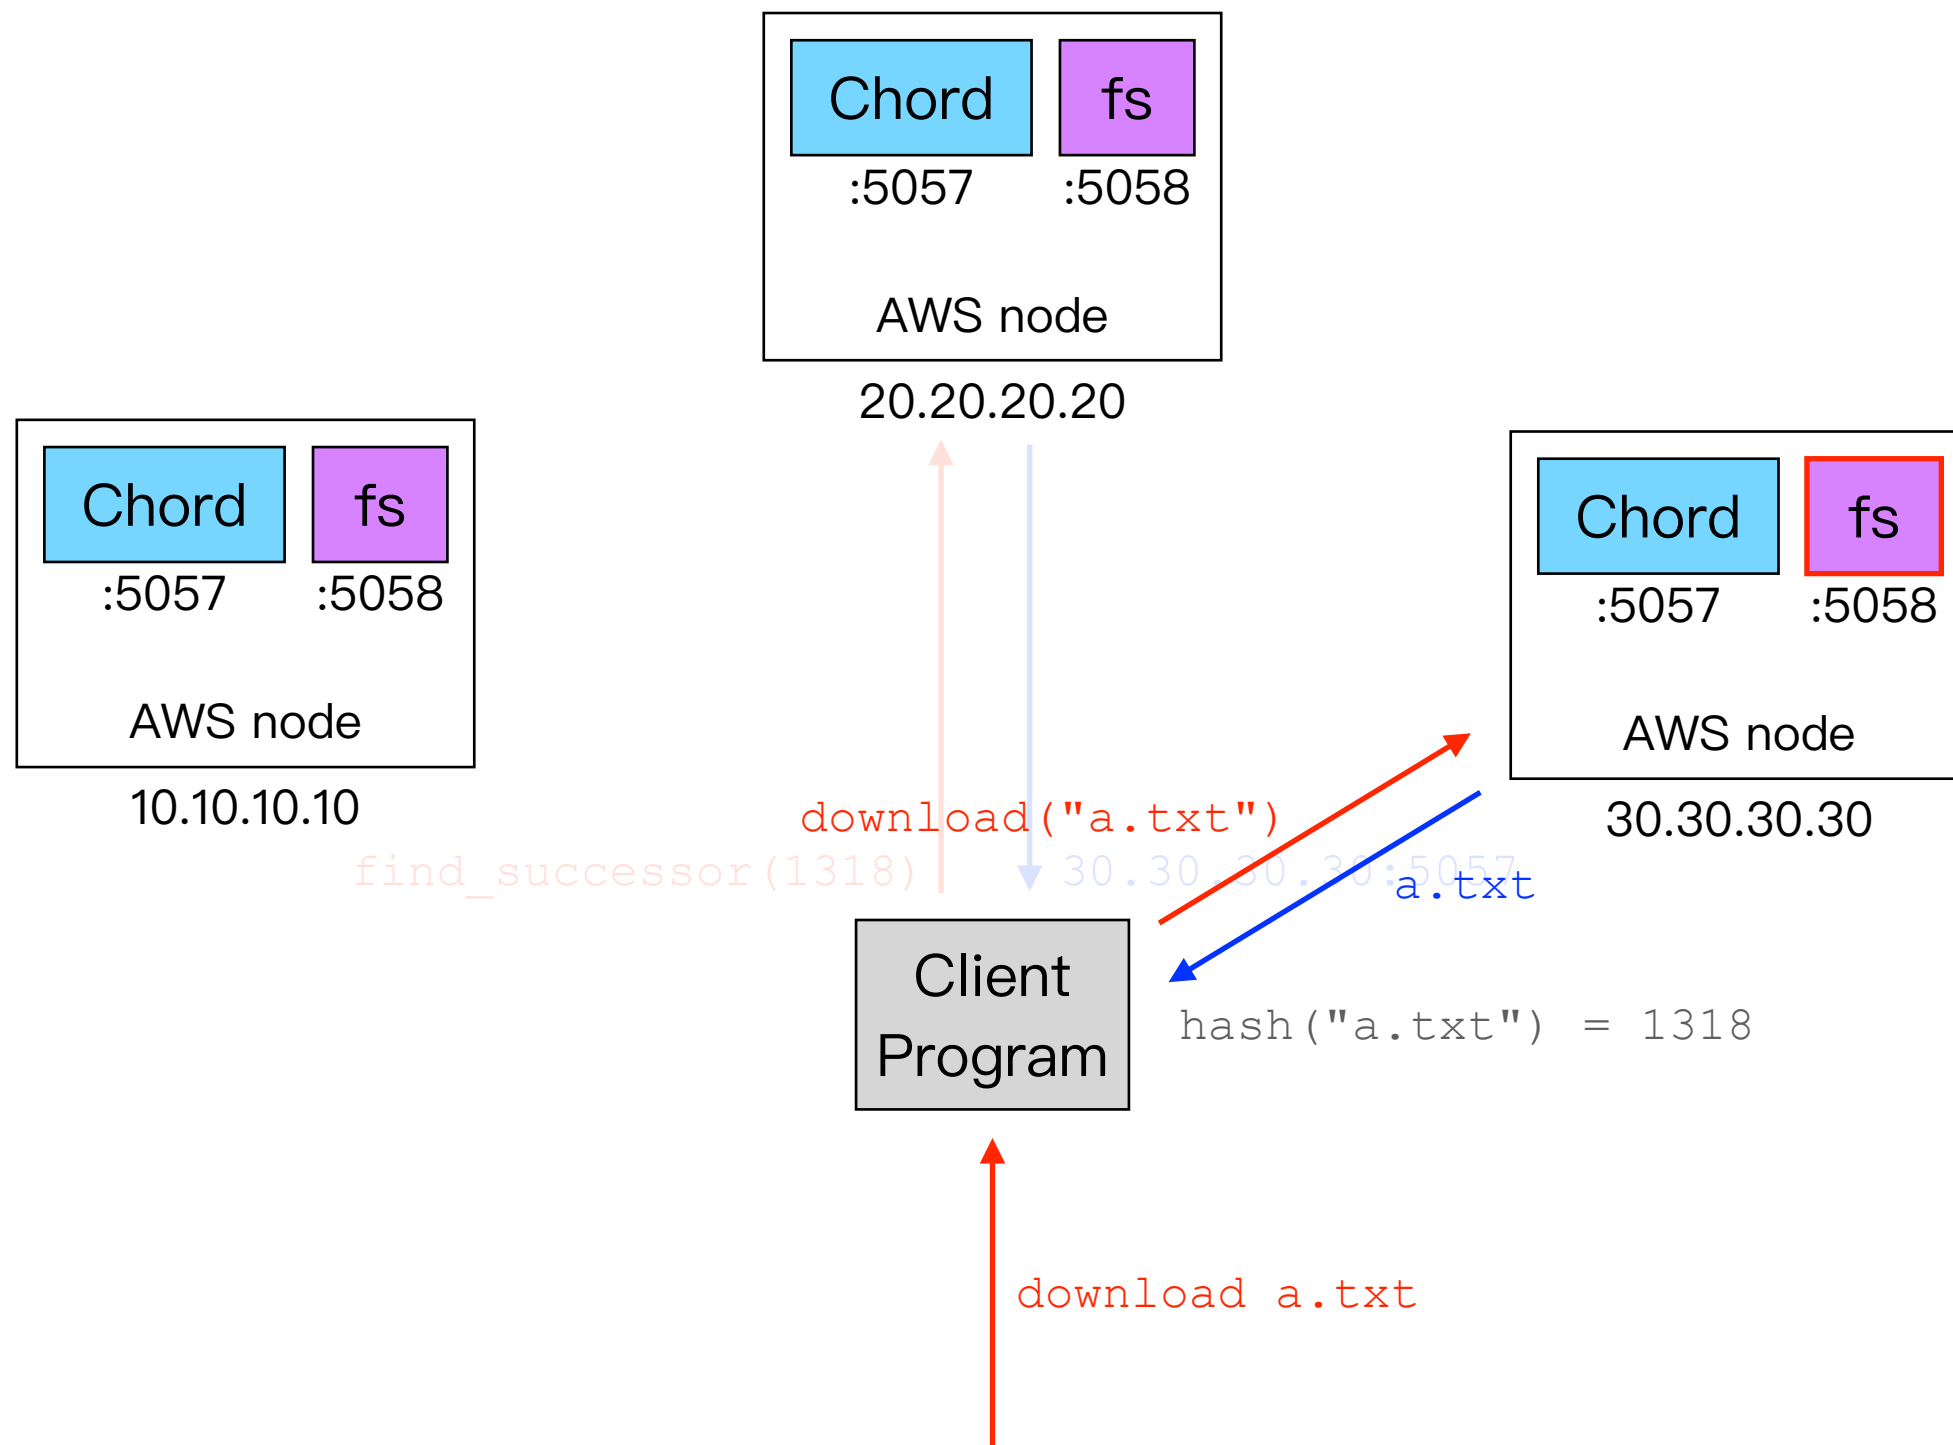 Chord fs
:5057 :5058
AWS node
20.20.20.20
Chord fs
:5057 :5058
AWS node
10.10.10.10
Chord fs
:5057 :5058
AWS node
30.30.30.30
download("a.txt")
find_successor(1318)
30.30.30.30:5057
a.txt
Client
Program
hash("a.txt") = 1318
download a.txt